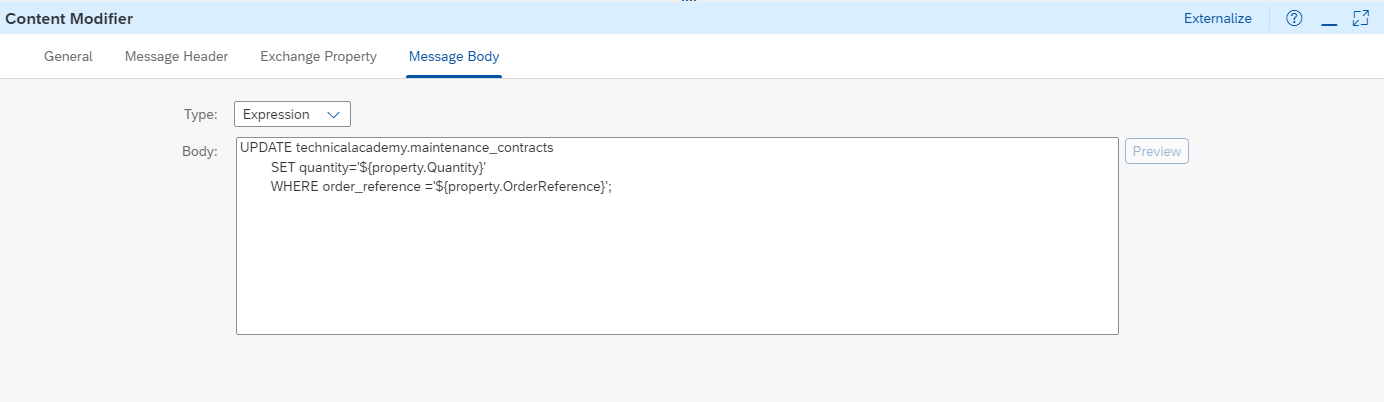 Content Modifier
Externalize
General
Message Header
Exchange Property
Message Body
Type:
Expression
Body:
UPDATE technicalacademy.maintenance_contracts
SET quantity='${property.Quantity}'
WHERE order_reference ='${property.OrderReference}';
Preview